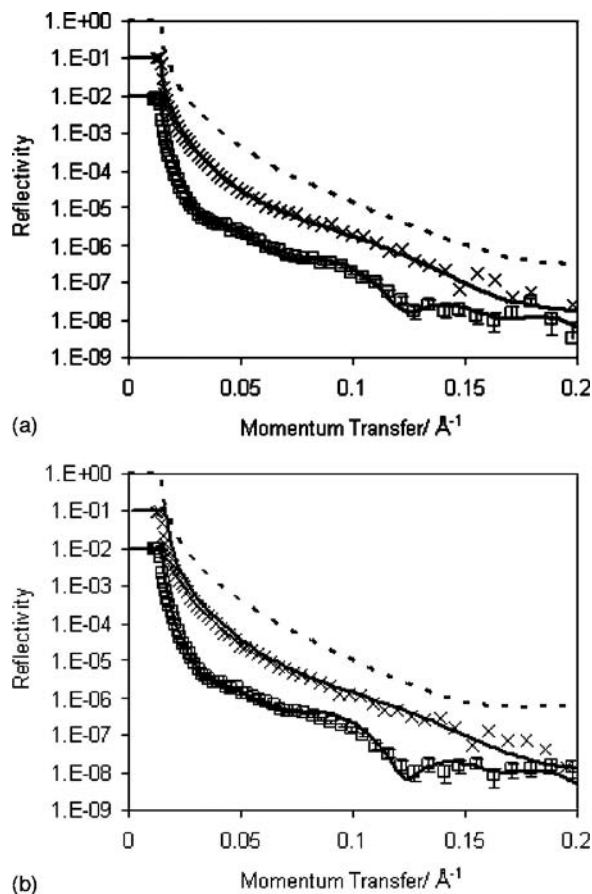 1.E+00
1.E-01
1.E-02
1.E-03
1.E-04
1.E-05
1.E-06
1.E-07
1.E-08
1.E-09
Reflectivity
0 0.05 0.1 0.15 0.2
Momentum Transfer/ Å-1
(a)
1.E+00
1.E-01
1.E-02
1.E-03
1.E-04
1.E-05
1.E-06
1.E-07
1.E-08
1.E-09
Reflectivity
0 0.05 0.1 0.15 0.2
Momentum Transfer/ Å-1
(b)